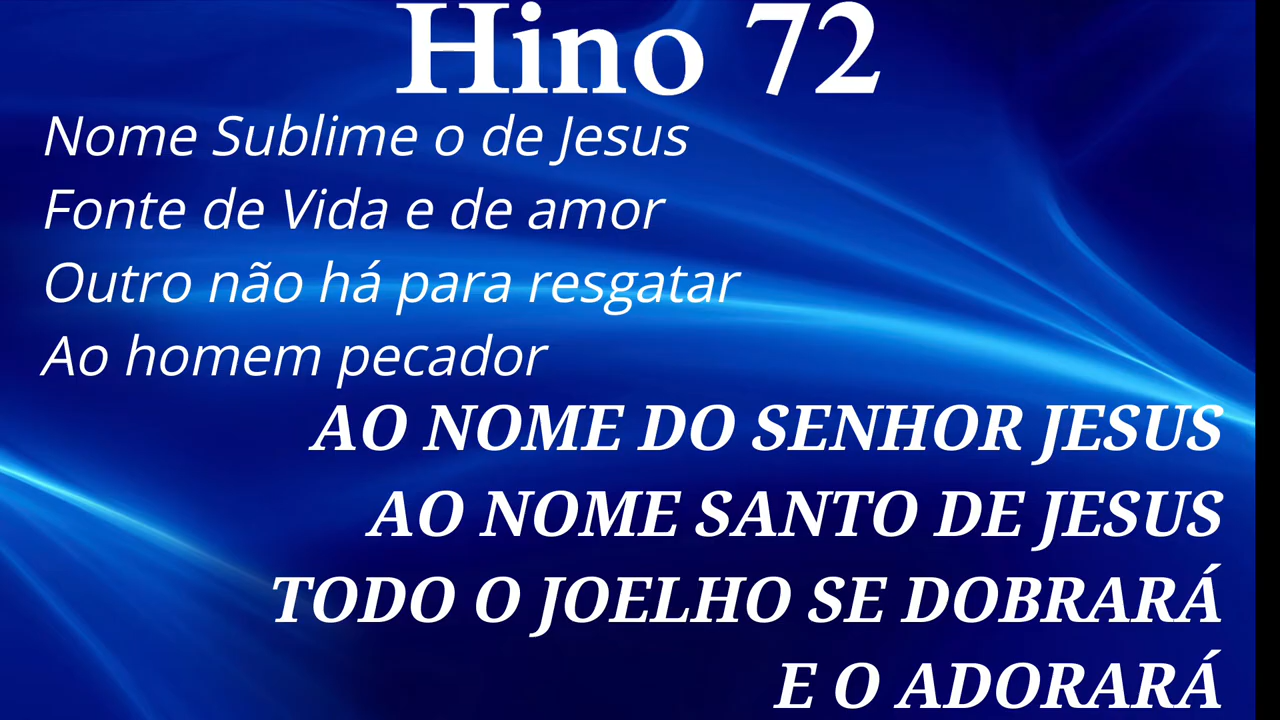 Hino 72
Nome Sublime o de Jesus
Fonte de Vida e de amor
Outro não há para resgatar
Ao homem pecador
AO NOME DO SENHOR JESUS
AO NOME SANTO DE JESUS
TODO O JOELHO SE DOBRARÁ
E O ADORARÁ